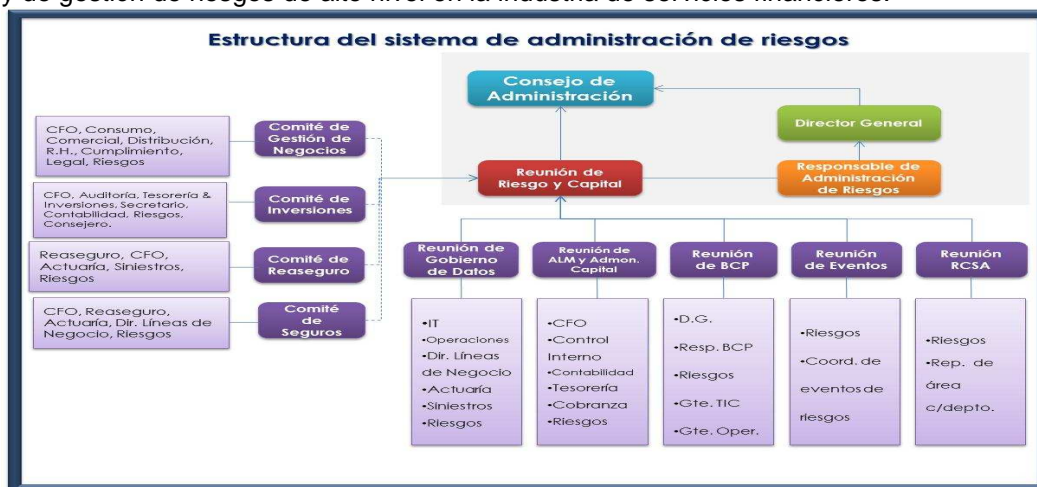 y de gestión de riesgos de alto nivel en la industria de servicios financieros.
Estructura del sistema de administración de riesgos
Consejo de
Administración
Director General
Reunión de
Riesgo y Capital
Responsable de
Administración
de Riesgos
CFO, Consumo,
Comercial, Distribución,
R.H., Cumplimiento,
Legal, Riesgos
Comité de
Gestión de
Negocios
CFO, Auditoría, Tesorería &
Inversiones, Secretario,
Contabilidad, Riesgos,
Consejero.
Comité de
Inversiones
Reaseguro, CFO,
Actuaría, Siniestros,
Riesgos
Comité de
Reaseguro
CFO, Reaseguro,
Actuaría, Dir. Líneas de
Negocio, Riesgos
Comité
de
Seguros
Reunión de
Gobierno
de Datos
•IT
•Operaciones
•Dir. Líneas
de Negocio
•Actuaría
•Siniestros
•Riesgos
Reunión de
ALM y Admon.
Capital
•CFO
•Control
Interno
•Contabilidad
•Tesorería
•Cobranza
•Riesgos
Reunión
de BCP
•D.G.
•Resp. BCP
•Riesgos
•Gte. TIC
•Gte. Oper.
Reunión
de Eventos
•Riesgos
•Coord. de
eventos de
riesgos
Reunión
RCSA
•Riesgos
•Rep. de
área
c/depto.